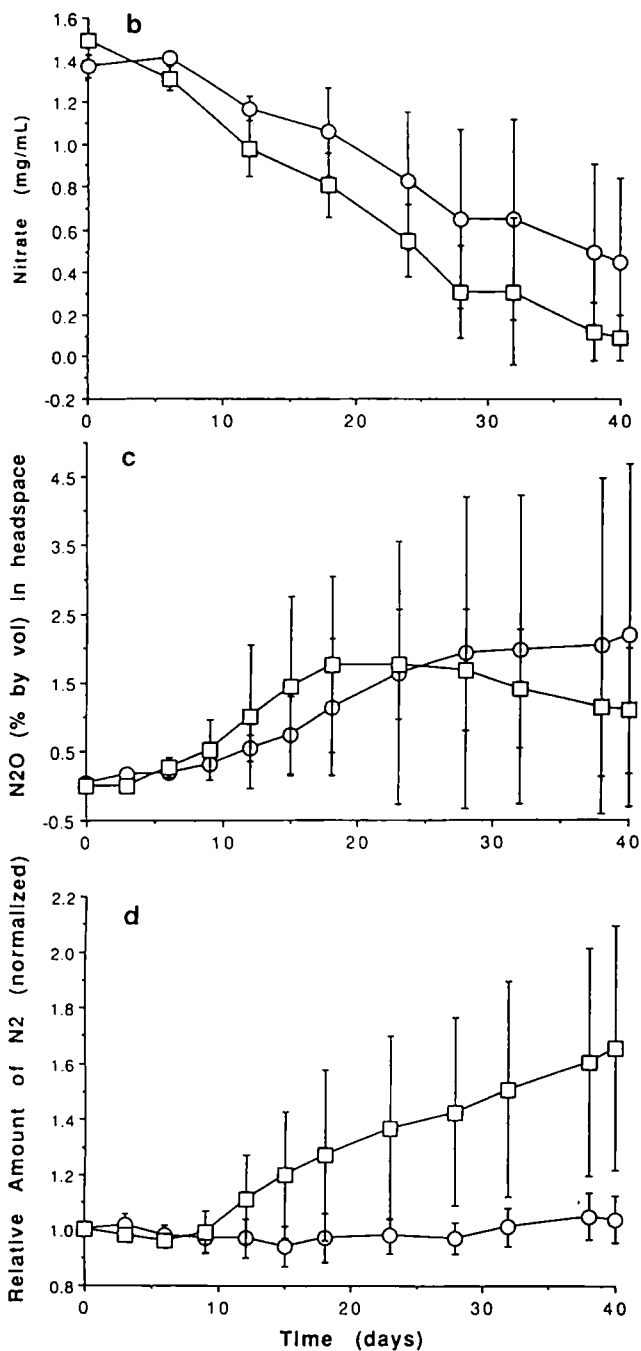 b
Nitrate (mg/mL)
1.6
1.4
1.2
1.0
0.8
0.6
0.4
0.2
0.0
-0.2
0 10 20 30 40
c
N2O (% by vol) In headspace
4.5
3.5
2.5
1.5
0.5
-0.5
0 10 20 30 40
d
Relative Amount of N2 (normalized)
2.2
2.0
1.8
1.6
1.4
1.2
1.0
0.8
0 10 20 30 40
Time (days)